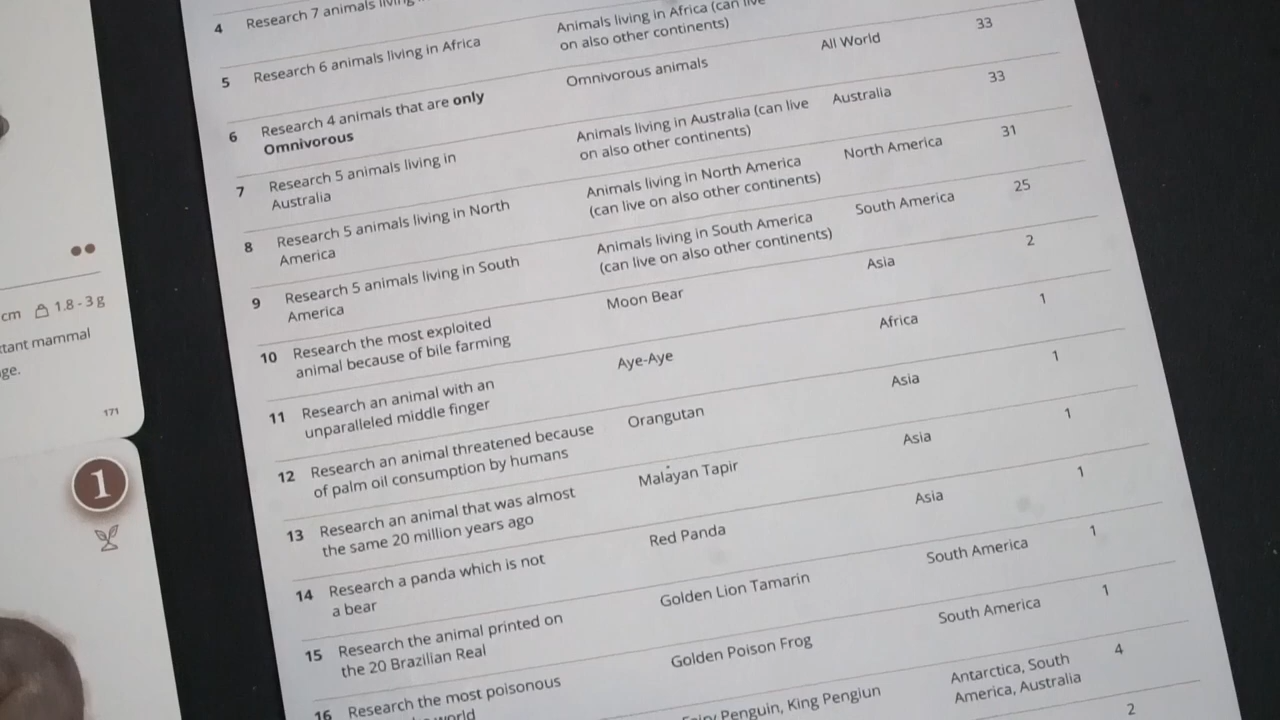 cm 1.8 - 3 g
mammal
171
1
4 Research 7 animals living
5 Research 6 animals living in Africa
Animals living in Africa (can live
on also other continents)
6 Research 4 animals that are only
Omnivorous
Omnivorous animals
All World
33
7 Research 5 animals living in
Australia
Animals living in Australia (can live
on also other continents)
Australia
33
8 Research 5 animals living in North
America
Animals living in North America
(can live on also other continents)
North America
31
9 Research 5 animals living in South
America
Animals living in South America
(can live on also other continents)
South America
25
10 Research the most exploited
animal because of bile farming
Moon Bear
Asia
2
11 Research an animal with an
unparalleled middle finger
Aye-Aye
Africa
1
12 Research an animal threatened because
of palm oil consumption by humans
Orangutan
Asia
1
13 Research an animal that was almost
the same 20 million years ago
Malayan Tapir
Asia
1
14 Research a panda which is not
a bear
Red Panda
Asia
1
15 Research the animal printed on
the 20 Brazilian Real
Golden Lion Tamarin
South America
1
16 Research the most poisonous
world
Golden Poison Frog
South America
1
Penguin, King Pengiun
Antarctica, South
America, Australia
4
2